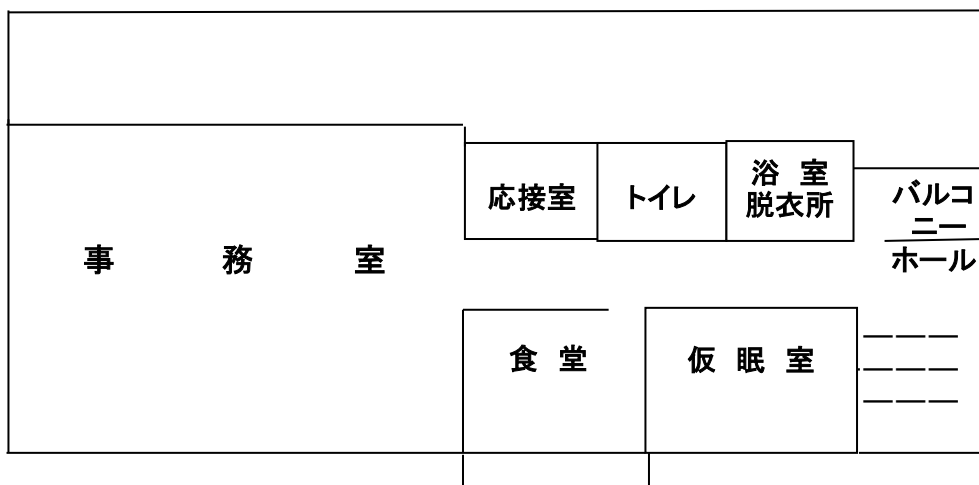 応接室
トイレ
浴 室
脱衣所
バルコ
ニー
ホール
事 務 室
食 堂
仮 眠 室